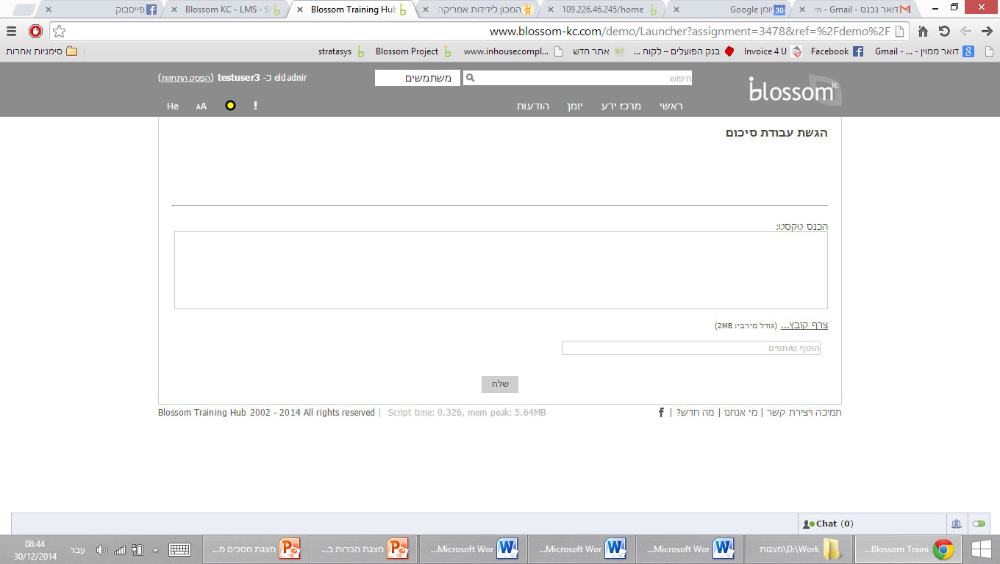 דואר נכנס - Gmail - m
יומן Google
109.226.46.245/home
המכון לידידות אמריקה
Blossom Training Hub
Blossom KC - LMS - S
פייסבוק
www.blossom-kc.com/demo/Launcher?assignment=3478&ref=%2Fdemo%2F
דואר ממוין - ... - Gmail
Facebook
Invoice 4 U
בנק הפועלים – לקוח ...
אתר חדש
www.inhousecompl...
Blossom Project
stratasys
סימניות אחרות
blossom KC
חיפוש
משתמשים
eldadnir כ- testuser3 (הפסק התחזות)
ראשי
מרכז ידע
יומן
הודעות
!
AA
He
הגשת עבודת סיכום
הכנס טקסט:
צרף קובץ... (גודל מירבי: 2MB)
הוסף שותפים
שלח
תמיכה ויצירת קשר | מי אנחנו | מה חדש? |
Blossom Training Hub 2002 - 2014 All rights reserved | Script time: 0.326, mem peak: 5.64MB
Chat (0)
Blossom Traini...
D:\Work\מצגות
Microsoft Wor...
Microsoft Wor...
Microsoft Wor...
מצגת הכרות ב...
מצגת מסכים מ...
עבר
08:44
30/12/2014